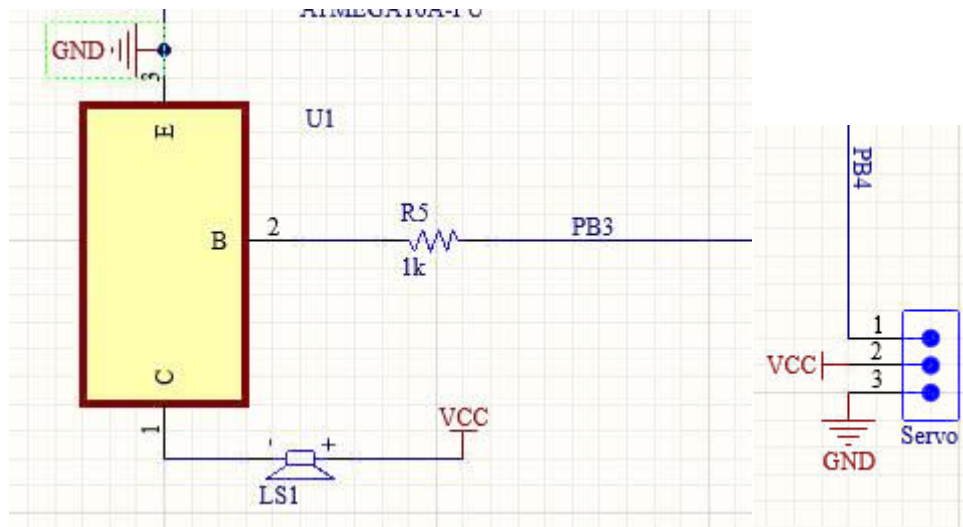 GND
3
E
U1
B
2
R5
1k
PB3
C
1
VCC
-
+
LS1
PB4
1
2
3
VCC
GND
Servo